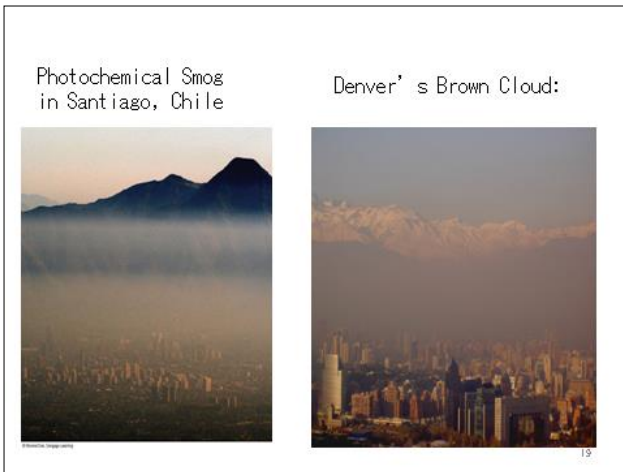 Photochemical Smog
in Santiago, Chile
Denver's Brown Cloud:
19